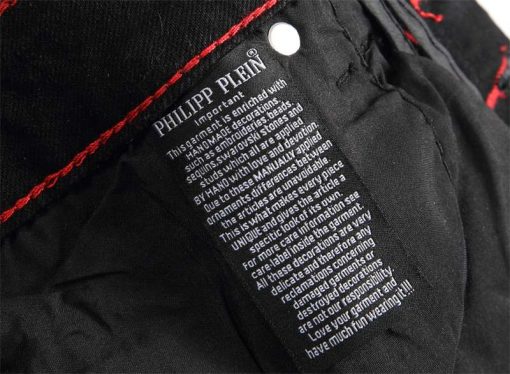 PHILIPP PLEIN®
Important
This garment is enriched with
HANDMADE decorations,
such as embroideries, beads,
sequins, swarovski stones and
studs which all are applied
BY HAND with love and devotion.
Due to these MANUALLY applied
ornaments differences between
the articles are unvoidable.
This is what makes every piece
UNIQUE and gives the article a
specific look of its own.
For more care information see
care label inside the garment
All these decorations are very
delicate and therefore any
reclamations concerning
damaged garments or
destroyed decorations
are not our responsibility
Love your garment and
have much fun wearing it!!!